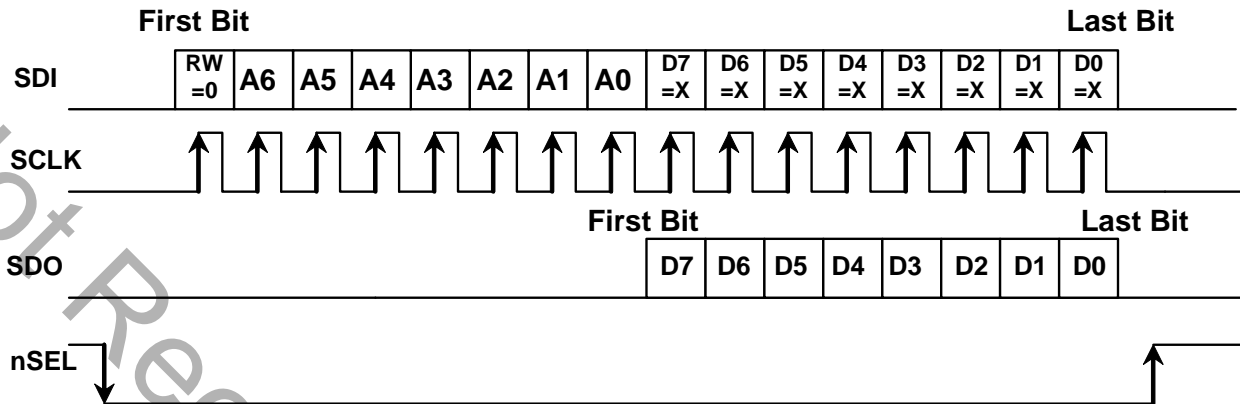 First Bit Last Bit
SDI RW =0 A6 A5 A4 A3 A2 A1 A0 D7 =X D6 =X D5 =X D4 =X D3 =X D2 =X D1 =X D0 =X
SCLK
First Bit Last Bit
SDO D7 D6 D5 D4 D3 D2 D1 D0
nSEL